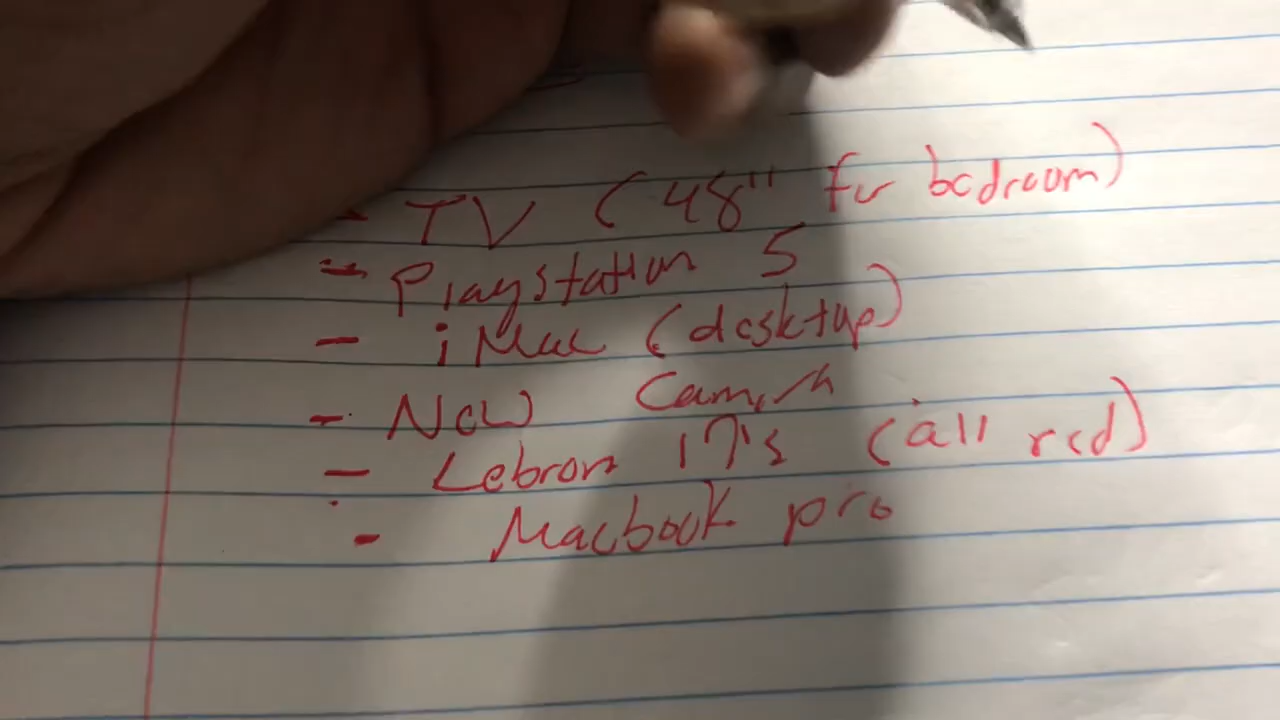 - TV (48" for bedroom)
- Playstation 5
- iMac (desktop)
- New Camera
- Lebron 17's (all red)
- Macbook pro